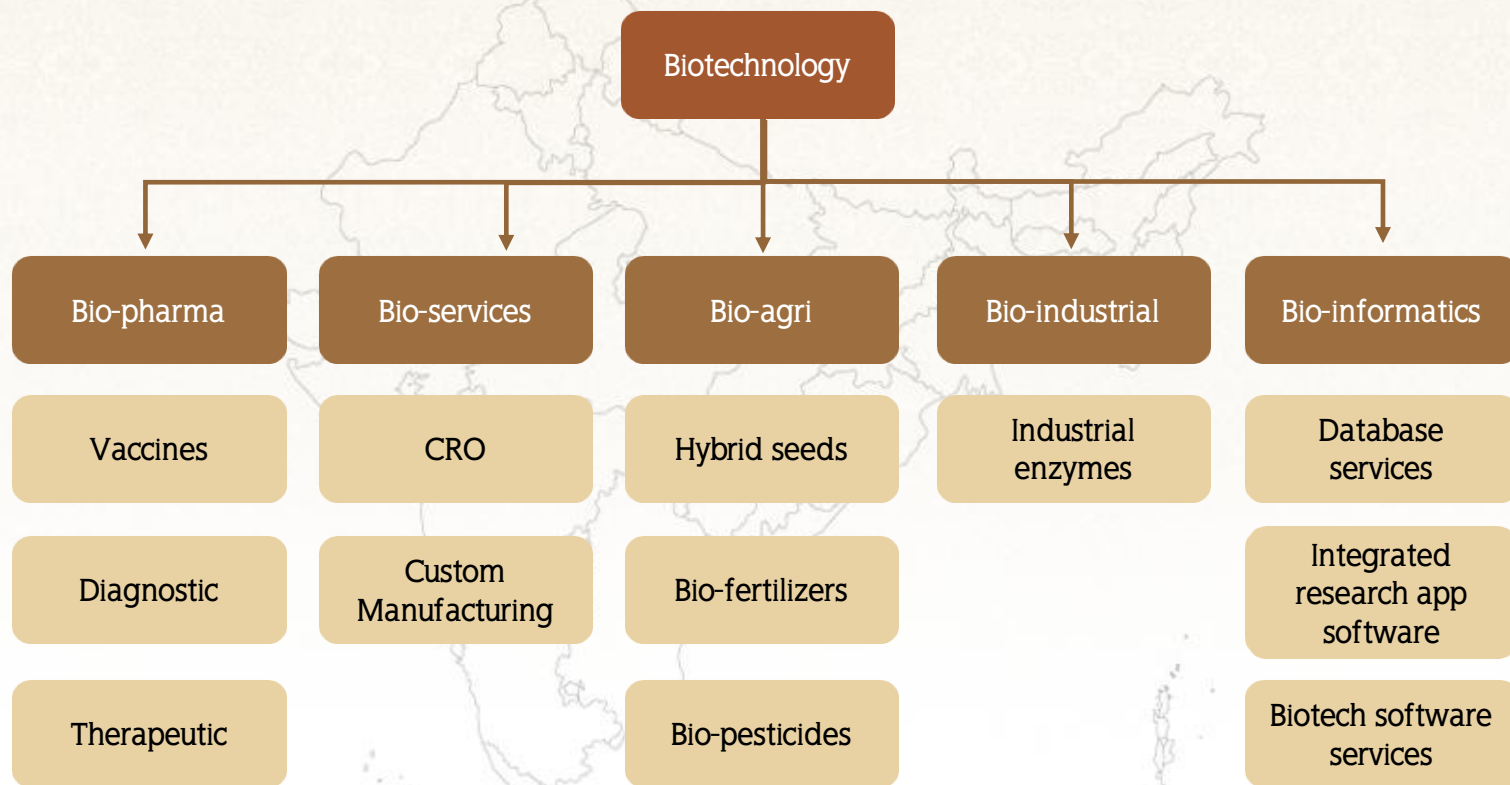 Biotechnology
Bio-pharma
Bio-services
Bio-agri
Bio-industrial
Bio-informatics
Vaccines
CRO
Hybrid seeds
Industrial
enzymes
Database
services
Diagnostic
Custom
Manufacturing
Bio-fertilizers
Integrated
research app
software
Therapeutic
Bio-pesticides
Biotech software
services